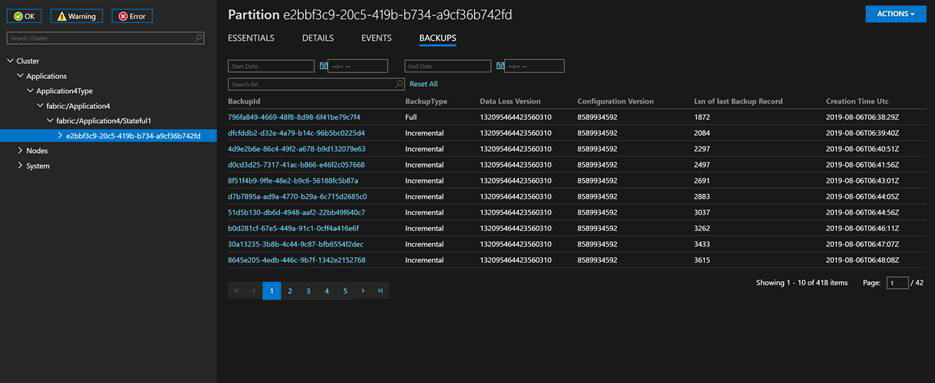 OK Warning Error
Search Cluster
Cluster
Applications
Application4Type
fabric:/Application4
fabric:/Application4/Stateful1
e2bbf3c9-20c5-419b-b734-a9cf36b742fd
Nodes
System
Partition e2bbf3c9-20c5-419b-b734-a9cf36b742fd
ACTIONS
ESSENTIALS DETAILS EVENTS BACKUPS
Start Date --:-- -- End Date --:-- --
Search list Reset All
BackupId BackupType Data Loss Version Configuration Version Lsn of last Backup Record Creation Time Utc
796fa849-4669-48f8-8d98-6f41be79c7f4 Full 132095464423560310 8589934592 1872 2019-08-06T06:38:29Z
dfcfddb2-d32e-4a79-b14c-96b5bc0225d4 Incremental 132095464423560310 8589934592 2084 2019-08-06T06:39:40Z
4d9e2b6e-86c4-49f2-a678-b9d132079e63 Incremental 132095464423560310 8589934592 2297 2019-08-06T06:40:51Z
d0cd3d25-7317-41ac-b866-e46f2c057668 Incremental 132095464423560310 8589934592 2497 2019-08-06T06:41:56Z
8f51f4b9-9ffe-48e2-b9c6-56188fc5b87a Incremental 132095464423560310 8589934592 2691 2019-08-06T06:43:01Z
d7b7895a-ad9a-4770-b29a-6c715d2685c0 Incremental 132095464423560310 8589934592 2883 2019-08-06T06:44:05Z
51d5b130-db6d-4948-aaf2-22bb49f640c7 Incremental 132095464423560310 8589934592 3037 2019-08-06T06:44:56Z
b0d281cf-67e5-449a-91c1-0cff4a416e6f Incremental 132095464423560310 8589934592 3262 2019-08-06T06:46:11Z
30a13235-3b8b-4c44-9c87-bfb6554f2dec Incremental 132095464423560310 8589934592 3433 2019-08-06T06:47:07Z
8645e205-4edb-446c-9b7f-1342e2152768 Incremental 132095464423560310 8589934592 3615 2019-08-06T06:48:08Z
1 2 3 4 5 Showing 1 - 10 of 418 items Page: 1 / 42